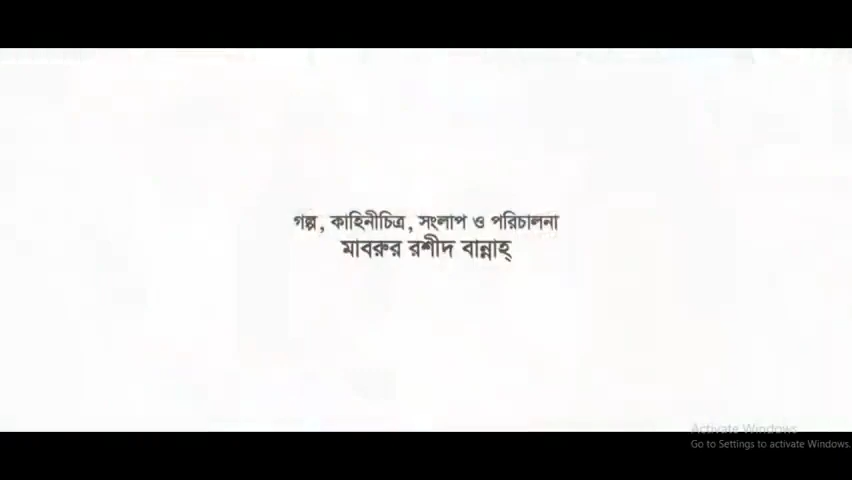 গল্প, কাহিনীচিত্র, সংলাপ ও পরিচালনা
মাবরুর রশীদ বান্নাহ্
Activate Windows
Go to Settings to activate Windows.